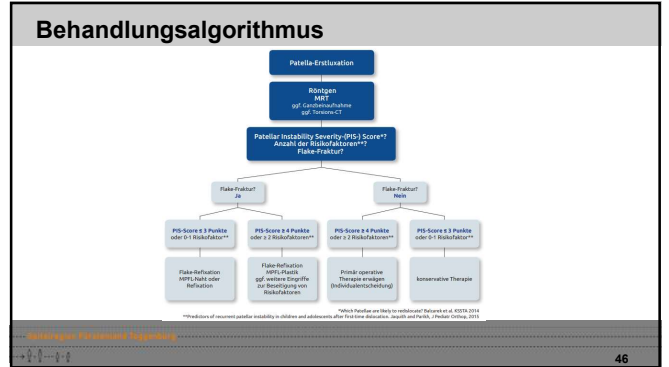 Behandlungsalgorithmus
Patella-Erstluxation
Röntgen
MRT
ggf. Ganzbeinaufnahme
ggf. Torsions-CT
Patellar Instability Severity-(PIS-) Score*?
Anzahl der Risikofaktoren**?
Flake-Fraktur?
Flake-Fraktur?
Ja
Flake-Fraktur?
Nein
PIS-Score ≤ 3 Punkte
oder 0-1 Risikofaktor**
PIS-Score ≥ 4 Punkte
oder ≥ 2 Risikofaktoren**
PIS-Score ≥ 4 Punkte
oder ≥ 2 Risikofaktoren**
PIS-Score ≤ 3 Punkte
oder 0-1 Risikofaktor**
Flake-Refixation
MPFL-Naht oder
Refixation
Flake-Refixation
MPFL-Plastik
ggf. weitere Eingriffe
zur Beseitigung von
Risikofaktoren
Primär operative
Therapie erwägen
(Individualentscheidung)
konservative Therapie
*Which Patellae are likely to redislocate? Balcarek et al, KSSTA 2014
**Predictors of recurrent patellar instability in children and adolescents after first-time dislocation. Jaquith and Parikh, J Pediatr Orthop, 2015
46